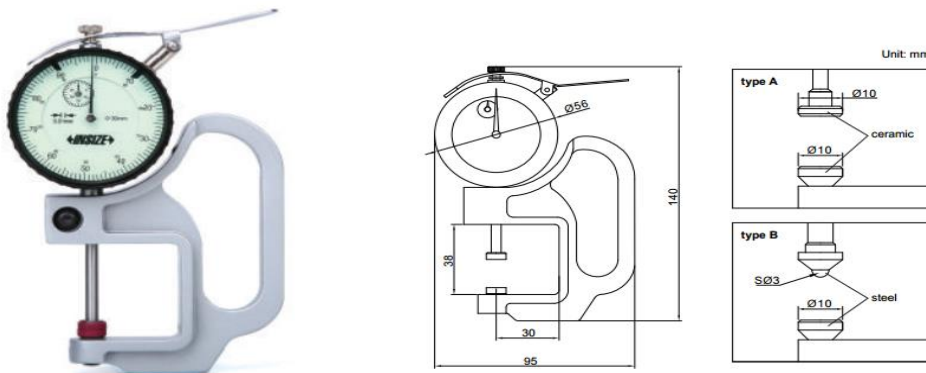 INSIZE
Ø56
140
38
30
95
Unit: mm
type A
Ø10
ceramic
Ø10
type B
SØ3
steel
Ø10